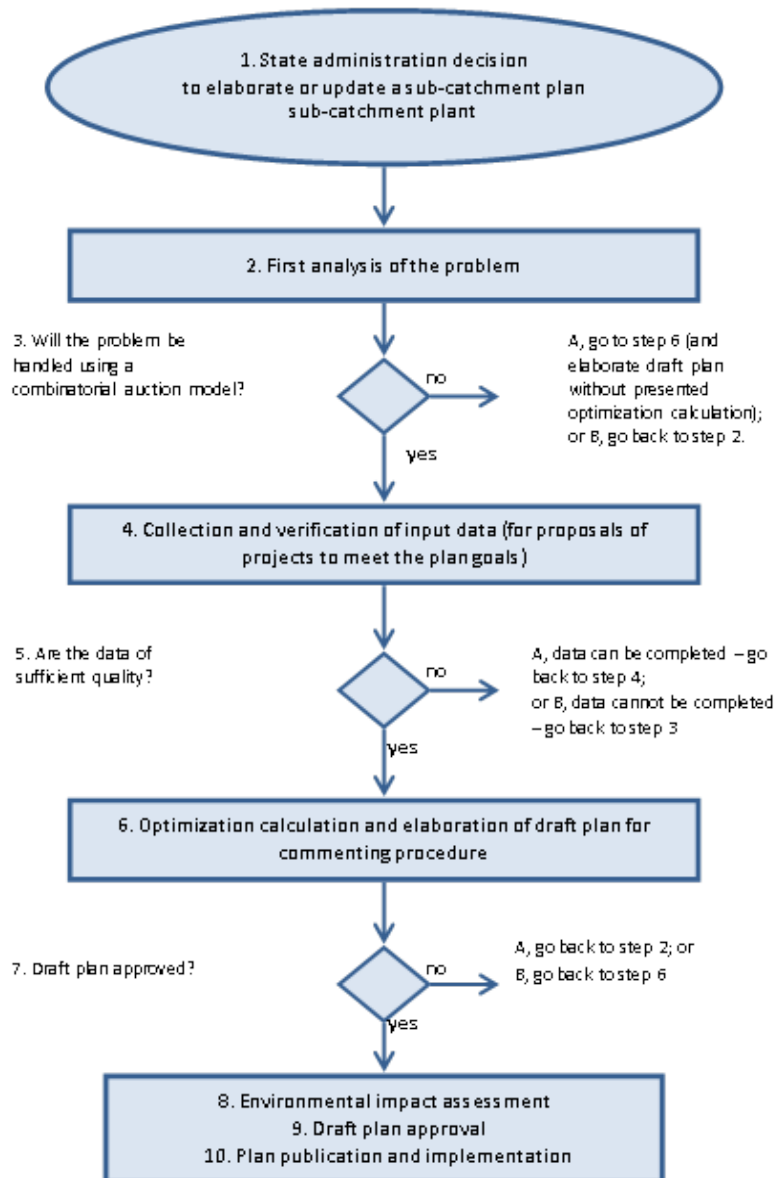 1. State administration decision
to elaborate or update a sub-catchment plan
sub-catchment plant
2. First analysis of the problem
3. Will the problem be
handled using a
combinatorial auction model?
no
A, go to step 6 (and
elaborate draft plan
without presented
optimization calculation);
or B, go back to step 2.
yes
4. Collection and verification of input data (for proposals of
projects to meet the plan goals)
5. Are the data of
sufficient quality?
no
A, data can be completed – go
back to step 4;
or B, data cannot be completed
– go back to step 3
yes
6. Optimization calculation and elaboration of draft plan for
commenting procedure
7. Draft plan approved?
no
A, go back to step 2; or
B, go back to step 6
yes
8. Environmental impact assessment
9. Draft plan approval
10. Plan publication and implementation